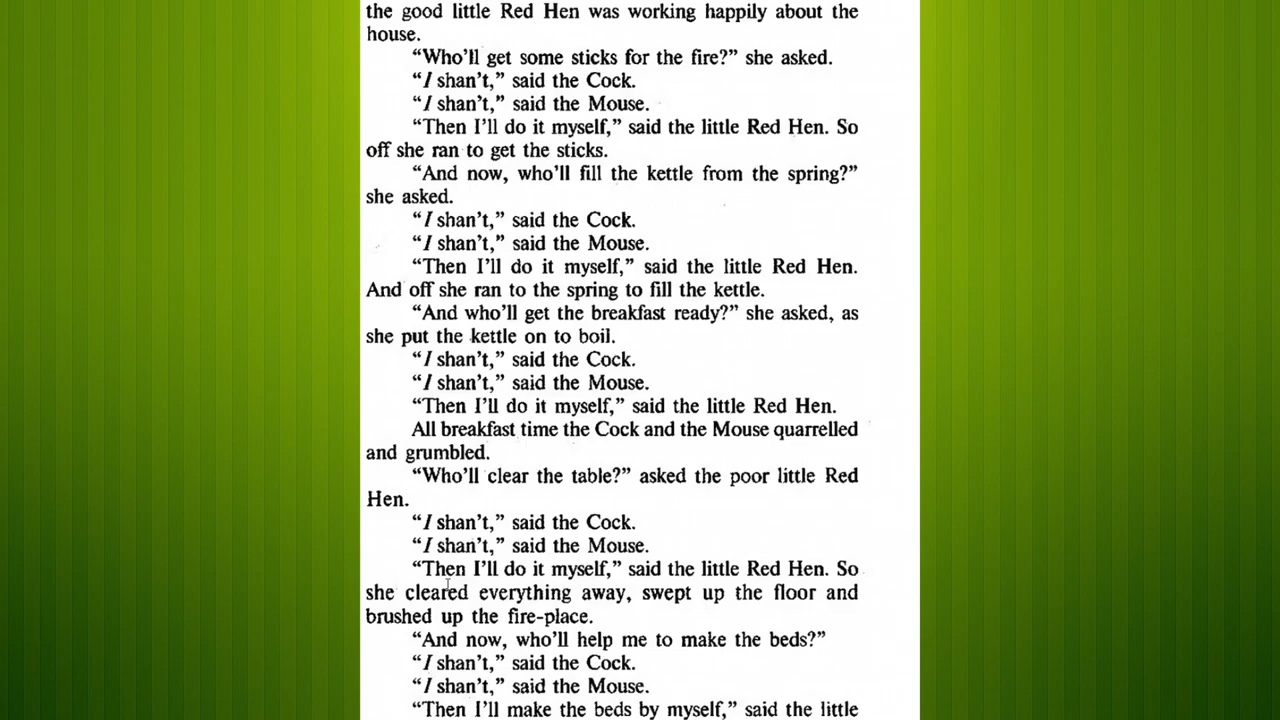 the good little Red Hen was working happily about the
house.
“Who’ll get some sticks for the fire?” she asked.
“I shan’t,” said the Cock.
“I shan’t,” said the Mouse.
“Then I’ll do it myself,” said the little Red Hen. So
off she ran to get the sticks.
“And now, who’ll fill the kettle from the spring?”
she asked.
“I shan’t,” said the Cock.
“I shan’t,” said the Mouse.
“Then I’ll do it myself,” said the little Red Hen.
And off she ran to the spring to fill the kettle.
“And who’ll get the breakfast ready?” she asked, as
she put the kettle on to boil.
“I shan’t,” said the Cock.
“I shan’t,” said the Mouse.
“Then I’ll do it myself,” said the little Red Hen.
All breakfast time the Cock and the Mouse quarrelled
and grumbled.
“Who’ll clear the table?” asked the poor little Red
Hen.
“I shan’t,” said the Cock.
“I shan’t,” said the Mouse.
“Then I’ll do it myself,” said the little Red Hen. So
she cleared everything away, swept up the floor and
brushed up the fire-place.
“And now, who’ll help me to make the beds?”
“I shan’t,” said the Cock.
“I shan’t,” said the Mouse.
“Then I’ll make the beds by myself,” said the little